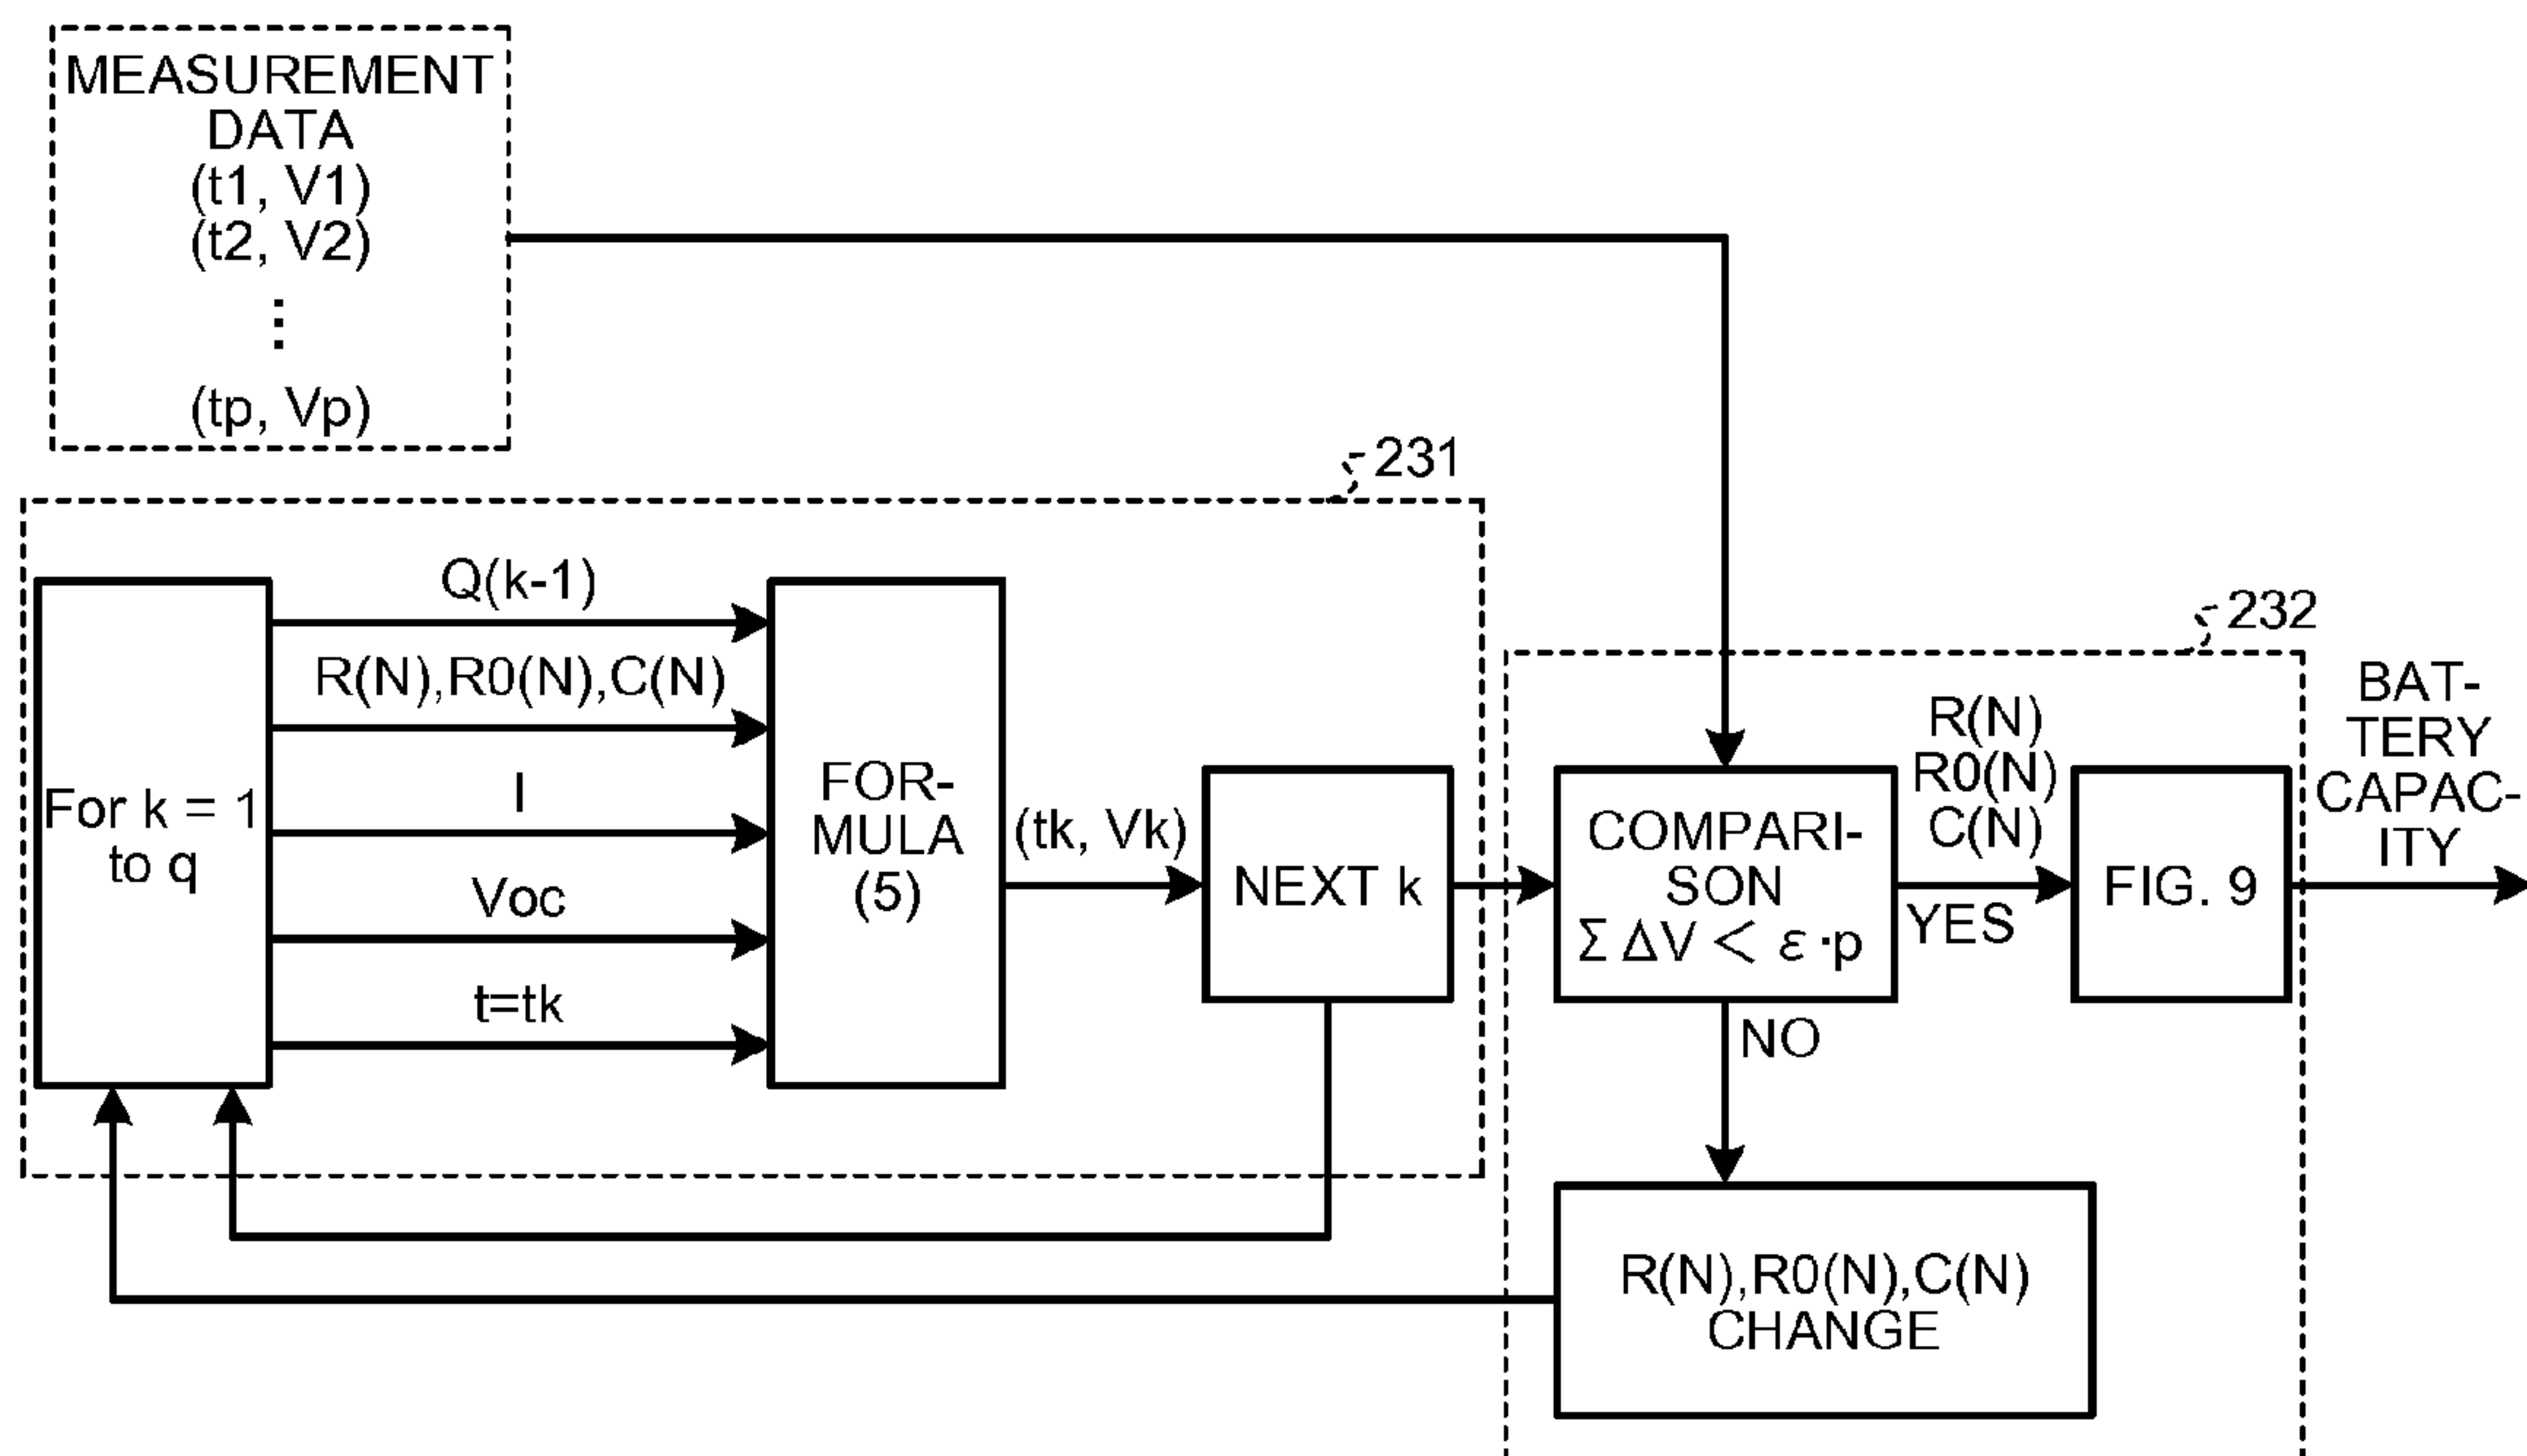 MEASUREMENT
DATA
(t1, V1)
(t2, V2)
⋮
(tp, Vp)
231
Q(k-1)
R(N),R0(N),C(N)
I
Voc
t=tk
For k = 1
to q
FOR-
MULA
(5)
(tk, Vk)
NEXT k
232
COMPARI-
SON
Σ ΔV < ε·p
YES
NO
R(N)
R0(N)
C(N)
FIG. 9
BAT-
TERY
CAPAC-
ITY
R(N),R0(N),C(N)
CHANGE